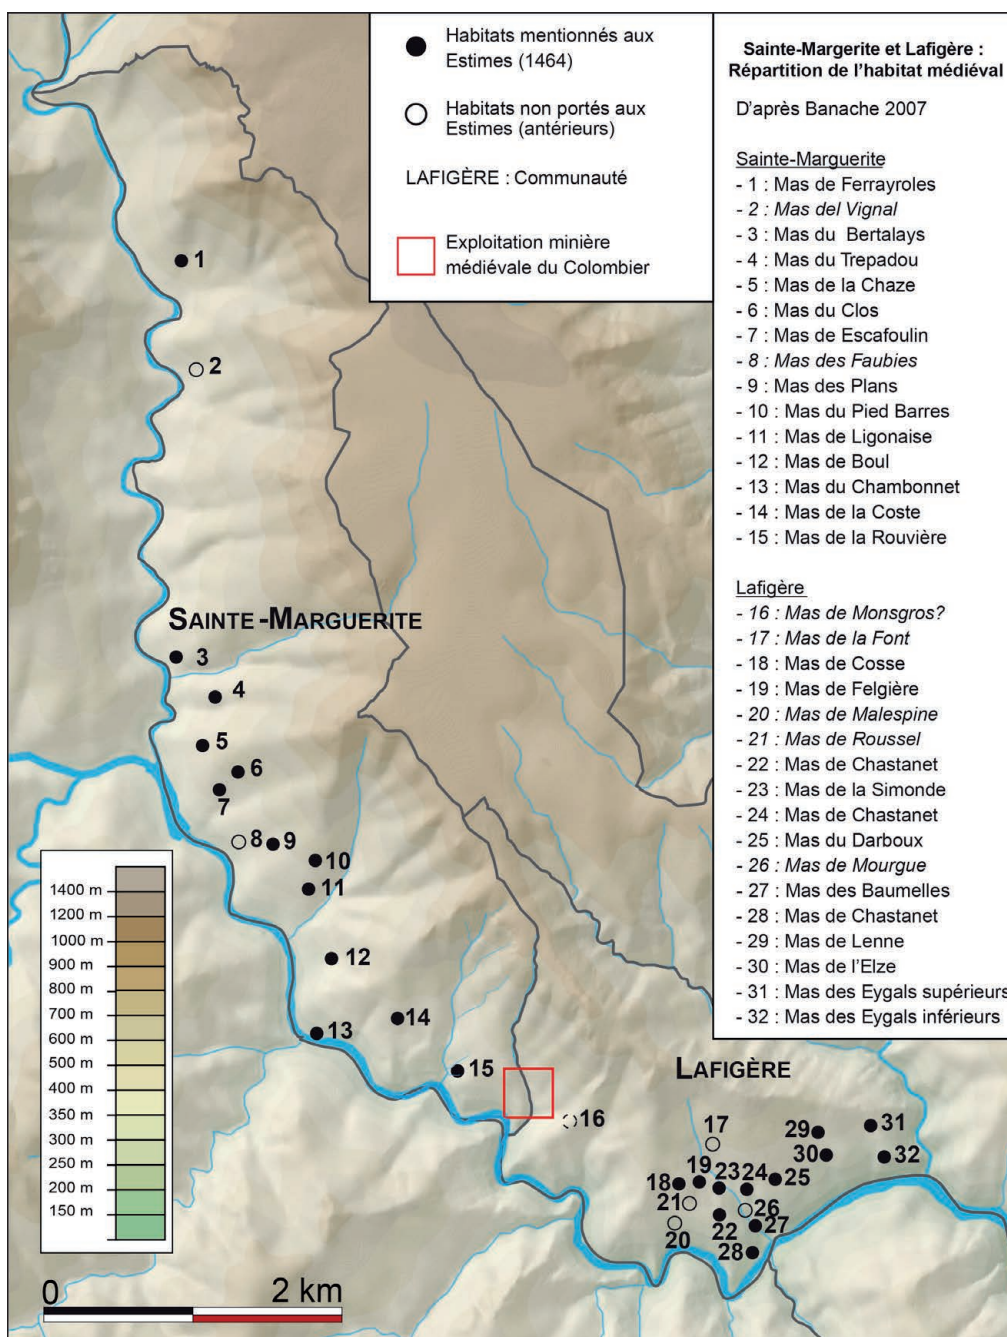 Habitats mentionnés aux
Estimes (1464)
Habitats non portés aux
Estimes (antérieurs)
LAFIGÈRE : Communauté
Exploitation minière
médiévale du Colombier
Sainte-Margerite et Lafigère :
Répartition de l'habitat médiéval
D'après Banache 2007
Sainte-Marguerite
- 1 : Mas de Ferrayroles
- 2 : Mas del Vignal
- 3 : Mas du Bertalays
- 4 : Mas du Trepadou
- 5 : Mas de la Chaze
- 6 : Mas du Clos
- 7 : Mas de Escafoulin
- 8 : Mas des Faubies
- 9 : Mas des Plans
- 10 : Mas du Pied Barres
- 11 : Mas de Ligonaise
- 12 : Mas de Boul
- 13 : Mas du Chambonnet
- 14 : Mas de la Coste
- 15 : Mas de la Rouvière
Lafigère
- 16 : Mas de Monsgros?
- 17 : Mas de la Font
- 18 : Mas de Cosse
- 19 : Mas de Felgière
- 20 : Mas de Malespine
- 21 : Mas de Roussel
- 22 : Mas de Chastanet
- 23 : Mas de la Simonde
- 24 : Mas de Chastanet
- 25 : Mas du Darboux
- 26 : Mas de Mourgue
- 27 : Mas des Baumelles
- 28 : Mas de Chastanet
- 29 : Mas de Lenne
- 30 : Mas de l'Elze
- 31 : Mas des Eygals supérieurs
- 32 : Mas des Eygals inférieurs
1
2
SAINTE-MARGUERITE
3
4
5
6
7
8
9
10
11
12
13
14
15
16
LAFIGÈRE
17
31
29
30
32
19
23
24
25
18
21
26
20
22
27
28
1400 m
1200 m
1000 m
900 m
800 m
700 m
600 m
500 m
400 m
350 m
300 m
250 m
200 m
150 m
0
2 km